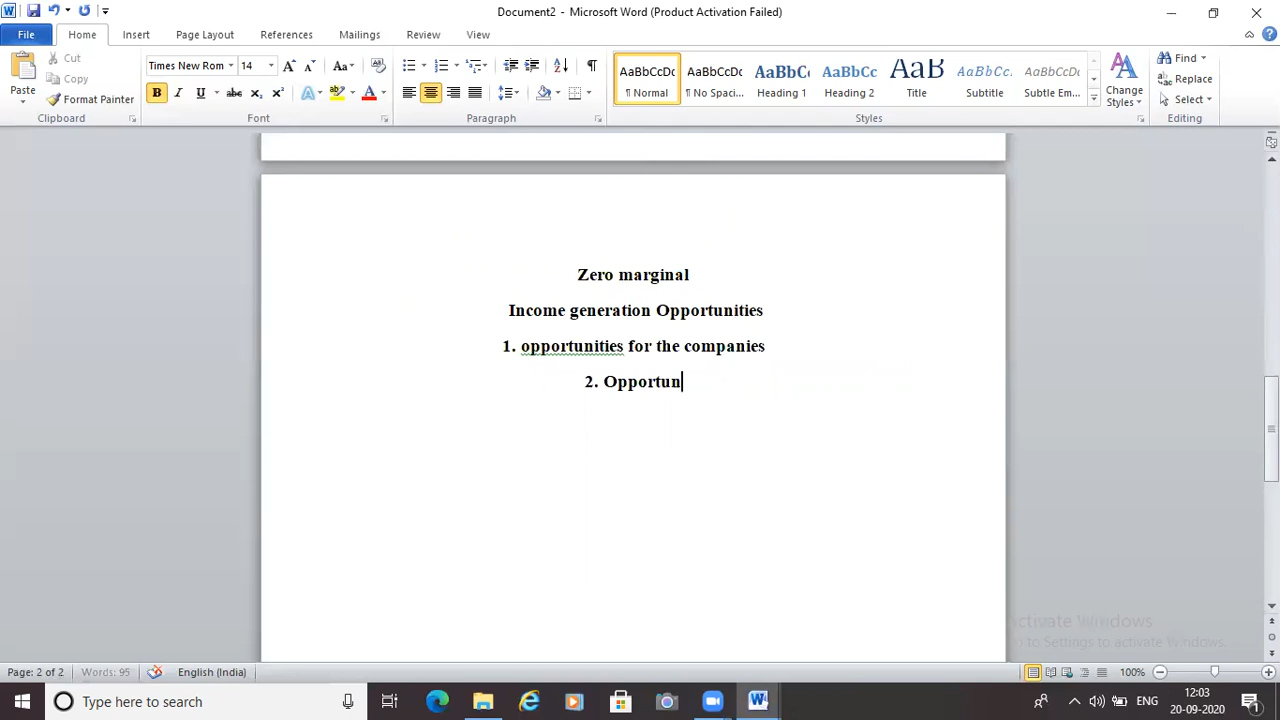 Document2 - Microsoft Word (Product Activation Failed)
File Home Insert Page Layout References Mailings Review View
Cut
Copy
Format Painter
Paste
Clipboard
Times New Rom 14
Font
Paragraph
AaBbCcDc AaBbCcDc AaBbC AaBbCc AaB AaBbCc. AaBbCcDc
¶ Normal ¶ No Spaci... Heading 1 Heading 2 Title Subtitle Subtle Em...
Styles
Change Styles
Find
Replace
Select
Editing
Zero marginal
Income generation Opportunities
1. opportunities for the companies
2. Opportun
ctivate Windows
o to Settings to activate Windows.
Page: 2 of 2 Words: 95 English (India) 100%
Type here to search
ENG
12:03
20-09-2020